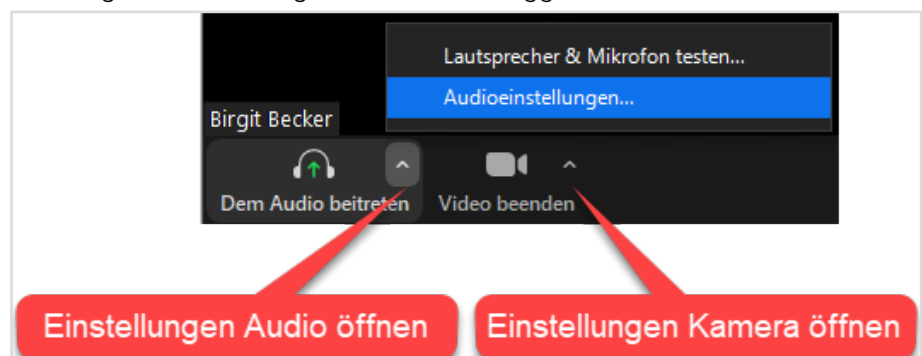 Lautsprecher & Mikrofon testen...
Audioeinstellungen...
Birgit Becker
Dem Audio beitreten
Video beenden
Einstellungen Audio öffnen
Einstellungen Kamera öffnen